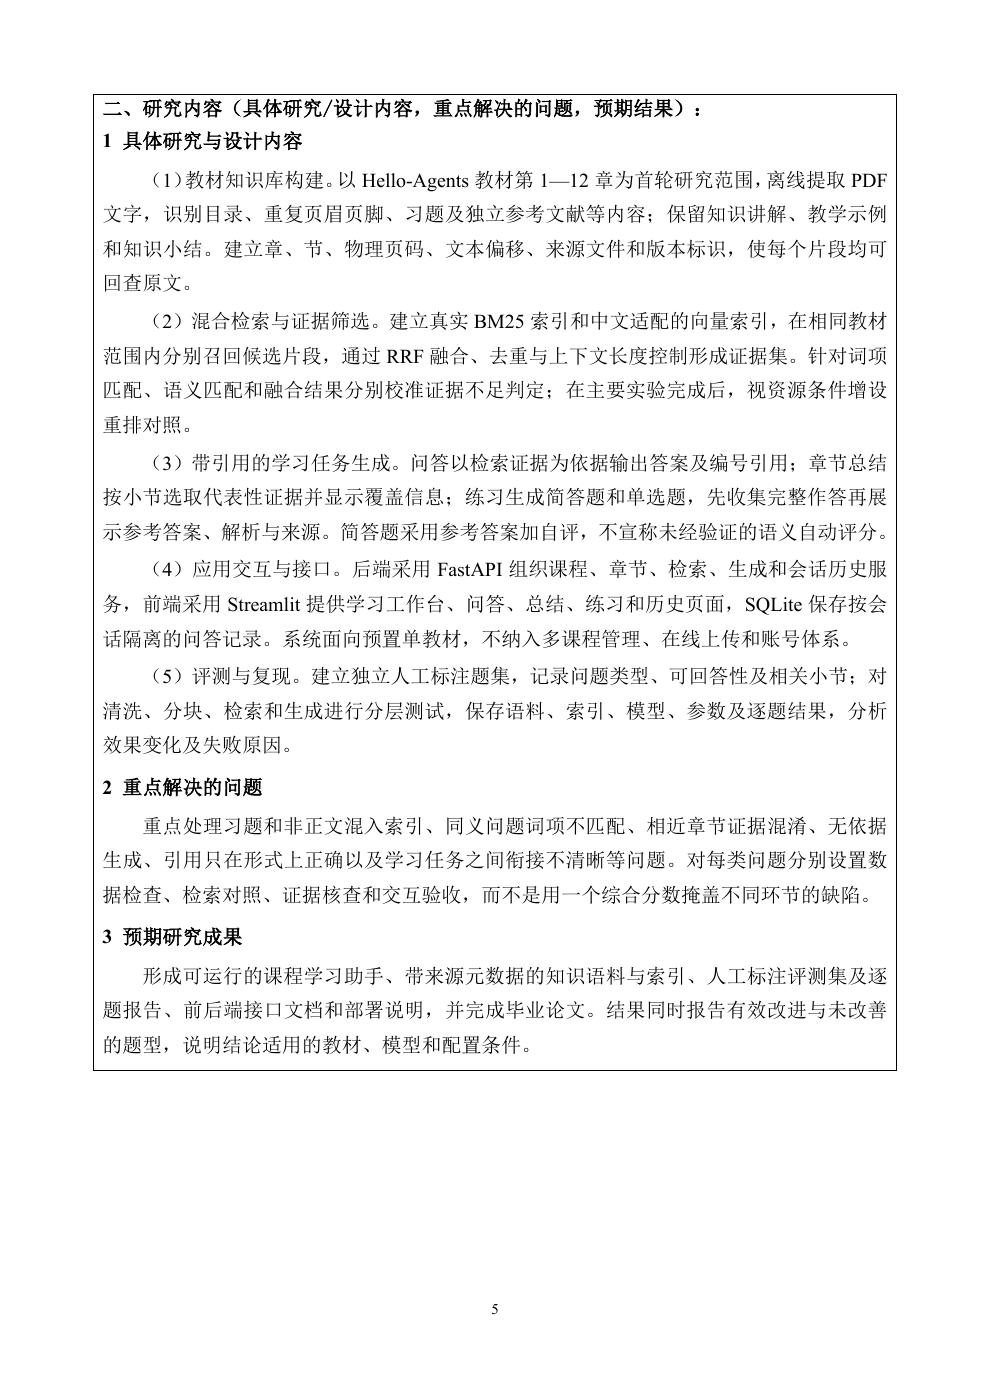 二、研究内容（具体研究/设计内容，重点解决的问题，预期结果）：
1 具体研究与设计内容
（1）教材知识库构建。以 Hello-Agents 教材第 1—12 章为首轮研究范围，离线提取 PDF
文字，识别目录、重复页眉页脚、习题及独立参考文献等内容；保留知识讲解、教学示例
和知识小结。建立章、节、物理页码、文本偏移、来源文件和版本标识，使每个片段均可
回查原文。
（2）混合检索与证据筛选。建立真实 BM25 索引和中文适配的向量索引，在相同教材
范围内分别召回候选片段，通过 RRF 融合、去重与上下文长度控制形成证据集。针对词项
匹配、语义匹配和融合结果分别校准证据不足判定；在主要实验完成后，视资源条件增设
重排对照。
（3）带引用的学习任务生成。问答以检索证据为依据输出答案及编号引用；章节总结
按小节选取代表性证据并显示覆盖信息；练习生成简答题和单选题，先收集完整作答再展
示参考答案、解析与来源。简答题采用参考答案加自评，不宣称未经验证的语义自动评分。
（4）应用交互与接口。后端采用 FastAPI 组织课程、章节、检索、生成和会话历史服
务，前端采用 Streamlit 提供学习工作台、问答、总结、练习和历史页面，SQLite 保存按会
话隔离的问答记录。系统面向预置单教材，不纳入多课程管理、在线上传和账号体系。
（5）评测与复现。建立独立人工标注题集，记录问题类型、可回答性及相关小节；对
清洗、分块、检索和生成进行分层测试，保存语料、索引、模型、参数及逐题结果，分析
效果变化及失败原因。
2 重点解决的问题
重点处理习题和非正文混入索引、同义问题词项不匹配、相近章节证据混淆、无依据
生成、引用只在形式上正确以及学习任务之间衔接不清晰等问题。对每类问题分别设置数
据检查、检索对照、证据核查和交互验收，而不是用一个综合分数掩盖不同环节的缺陷。
3 预期研究成果
形成可运行的课程学习助手、带来源元数据的知识语料与索引、人工标注评测集及逐
题报告、前后端接口文档和部署说明，并完成毕业论文。结果同时报告有效改进与未改善
的题型，说明结论适用的教材、模型和配置条件。
5